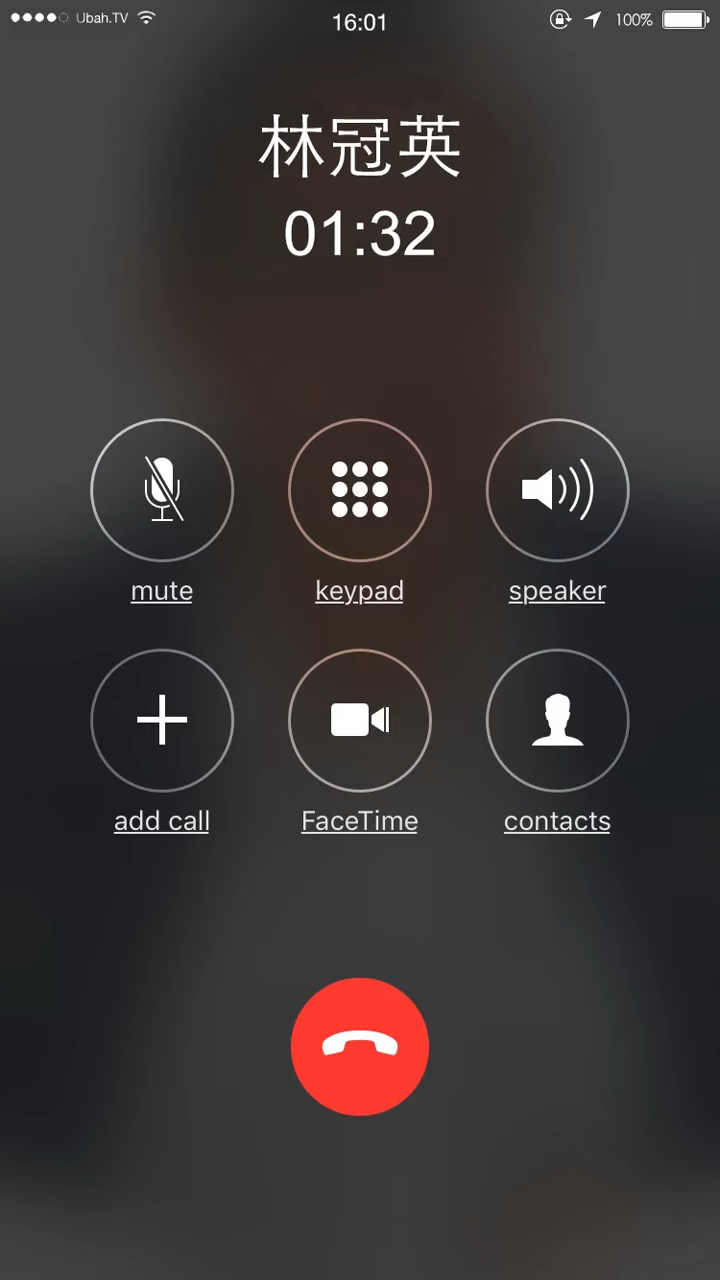 Ubah.TV 16:01 100%
林冠英
01:32
mute keypad speaker
add call FaceTime contacts